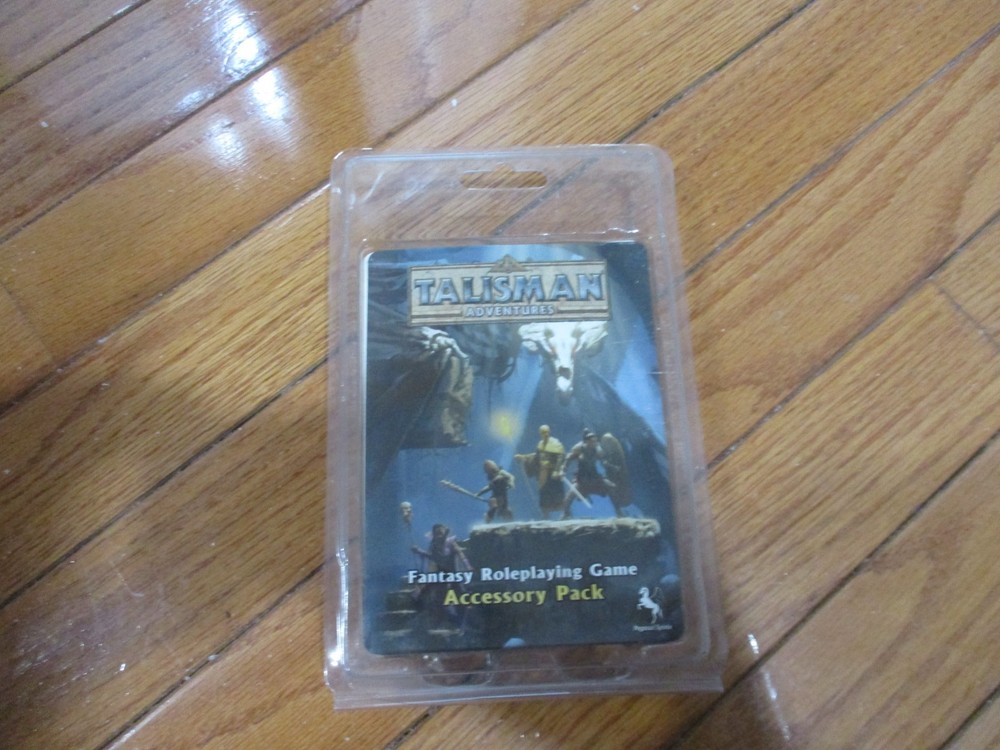 TALISMAN
ADVENTURES
Fantasy Roleplaying Game
Accessory Pack